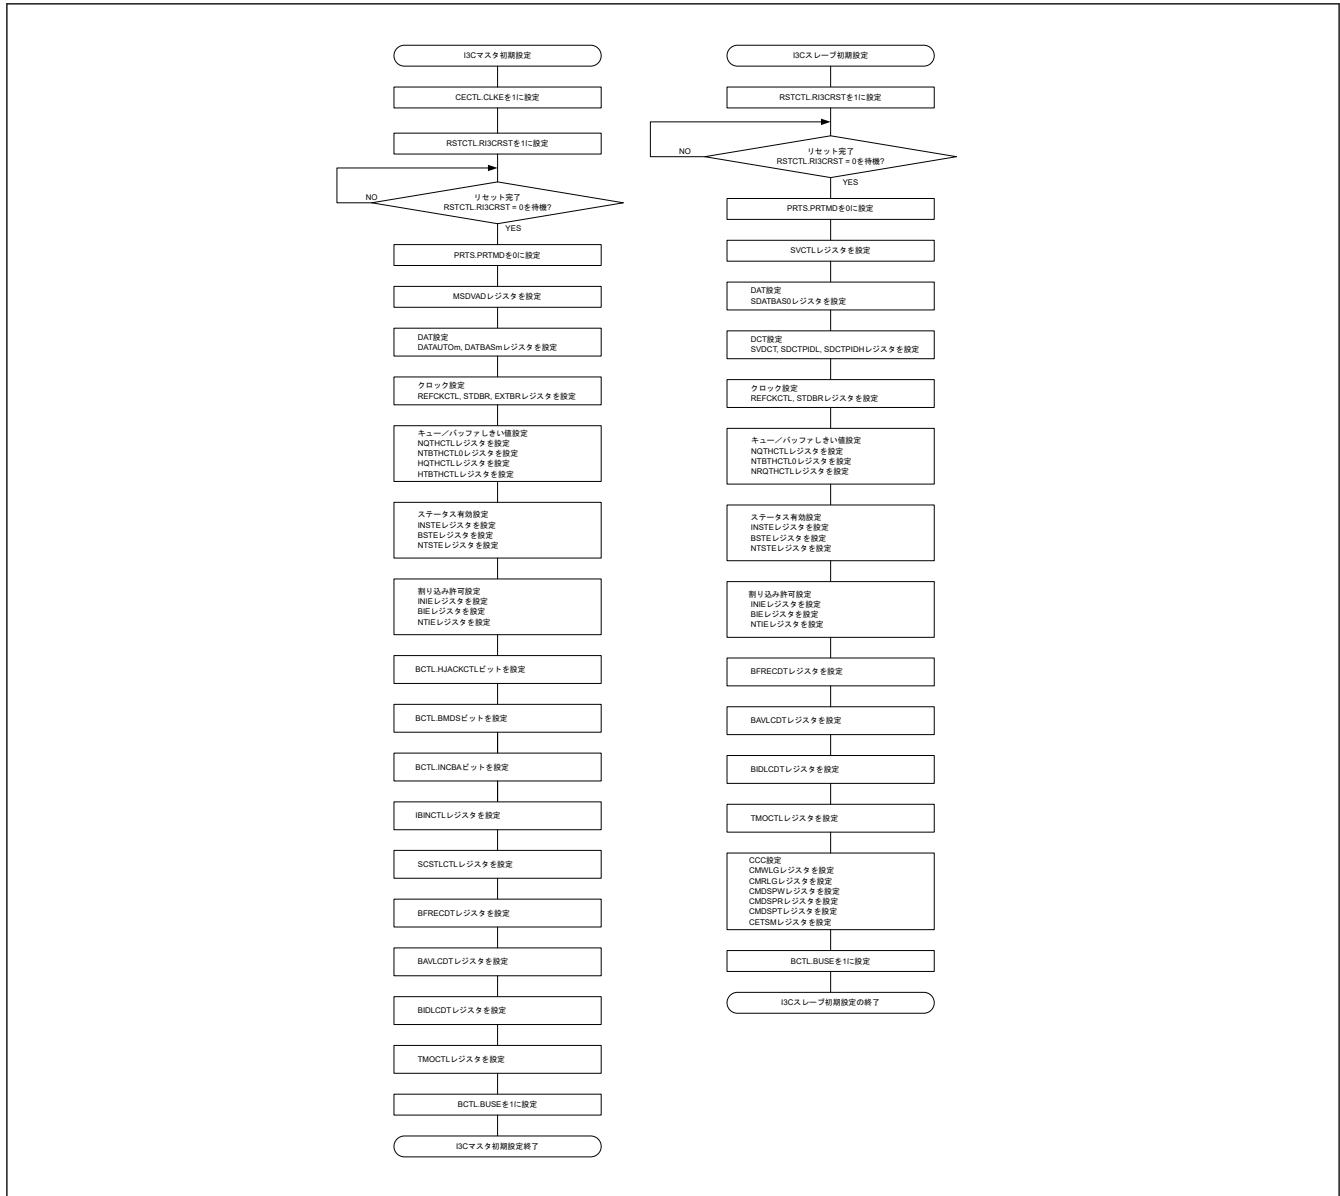 I3Cマスタ初期設定
CECTL.CLKEを1に設定
RSTCTL.RI3CRSTを1に設定
NO
リセット完了
RSTCTL.RI3CRST = 0を待機?
YES
PRTS.PRTMDを0に設定
MSDVADレジスタを設定
DAT設定
DATAUTOm, DATBASmレジスタを設定
クロック設定
REFCKCTL, STDBR, EXTBRレジスタを設定
キュー／バッファしきい値設定
NQTHCTLレジスタを設定
NTBTHCTL0レジスタを設定
HQTHCTLレジスタを設定
HTBTHCTLレジスタを設定
ステータス有効設定
INSTEレジスタを設定
BSTEレジスタを設定
NTSTEレジスタを設定
割り込み許可設定
INIEレジスタを設定
BIEレジスタを設定
NTIEレジスタを設定
BCTL.HJACKCTLビットを設定
BCTL.BMDSビットを設定
BCTL.INCBAビットを設定
IBINCTLレジスタを設定
SCSTLCTLレジスタを設定
BFRECDTレジスタを設定
BAVLCDTレジスタを設定
BIDLCDTレジスタを設定
TMOCTLレジスタを設定
BCTL.BUSEを1に設定
I3Cマスタ初期設定終了
I3Cスレーブ初期設定
RSTCTL.RI3CRSTを1に設定
NO
リセット完了
RSTCTL.RI3CRST = 0を待機?
YES
PRTS.PRTMDを0に設定
SVCTLレジスタを設定
DAT設定
SDATBAS0レジスタを設定
DCT設定
SVDCT, SDCTPIDL, SDCTPIDHレジスタを設定
クロック設定
REFCKCTL, STDBRレジスタを設定
キュー／バッファしきい値設定
NQTHCTLレジスタを設定
NTBTHCTL0レジスタを設定
NRQTHCTLレジスタを設定
ステータス有効設定
INSTEレジスタを設定
BSTEレジスタを設定
NTSTEレジスタを設定
割り込み許可設定
INIEレジスタを設定
BIEレジスタを設定
NTIEレジスタを設定
BFRECDTレジスタを設定
BAVLCDTレジスタを設定
BIDLCDTレジスタを設定
TMOCTLレジスタを設定
CCC設定
CMWLGレジスタを設定
CMRLGレジスタを設定
CMDSPWレジスタを設定
CMDSPRレジスタを設定
CMDSPTレジスタを設定
CETSMレジスタを設定
BCTL.BUSEを1に設定
I3Cスレーブ初期設定の終了